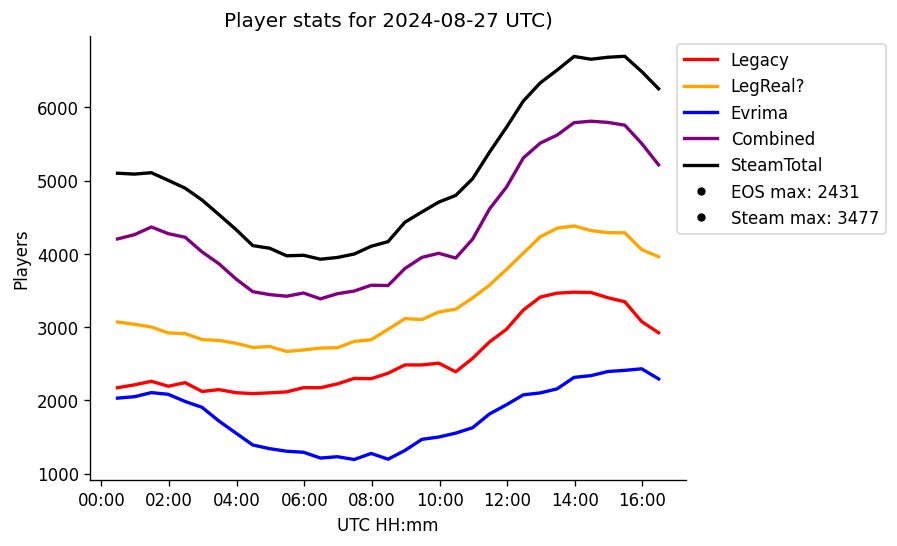 Player stats for 2024-08-27 UTC)
Legacy
LegReal?
Evrima
Combined
SteamTotal
EOS max: 2431
Steam max: 3477
Players
6000
5000
4000
3000
2000
1000
00:00 02:00 04:00 06:00 08:00 10:00 12:00 14:00 16:00
UTC HH:mm